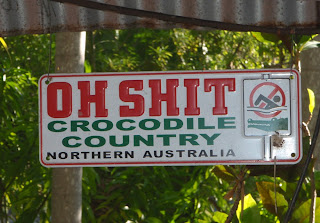 OH SHIT
CROCODILE
COUNTRY
NORTHERN AUSTRALIA